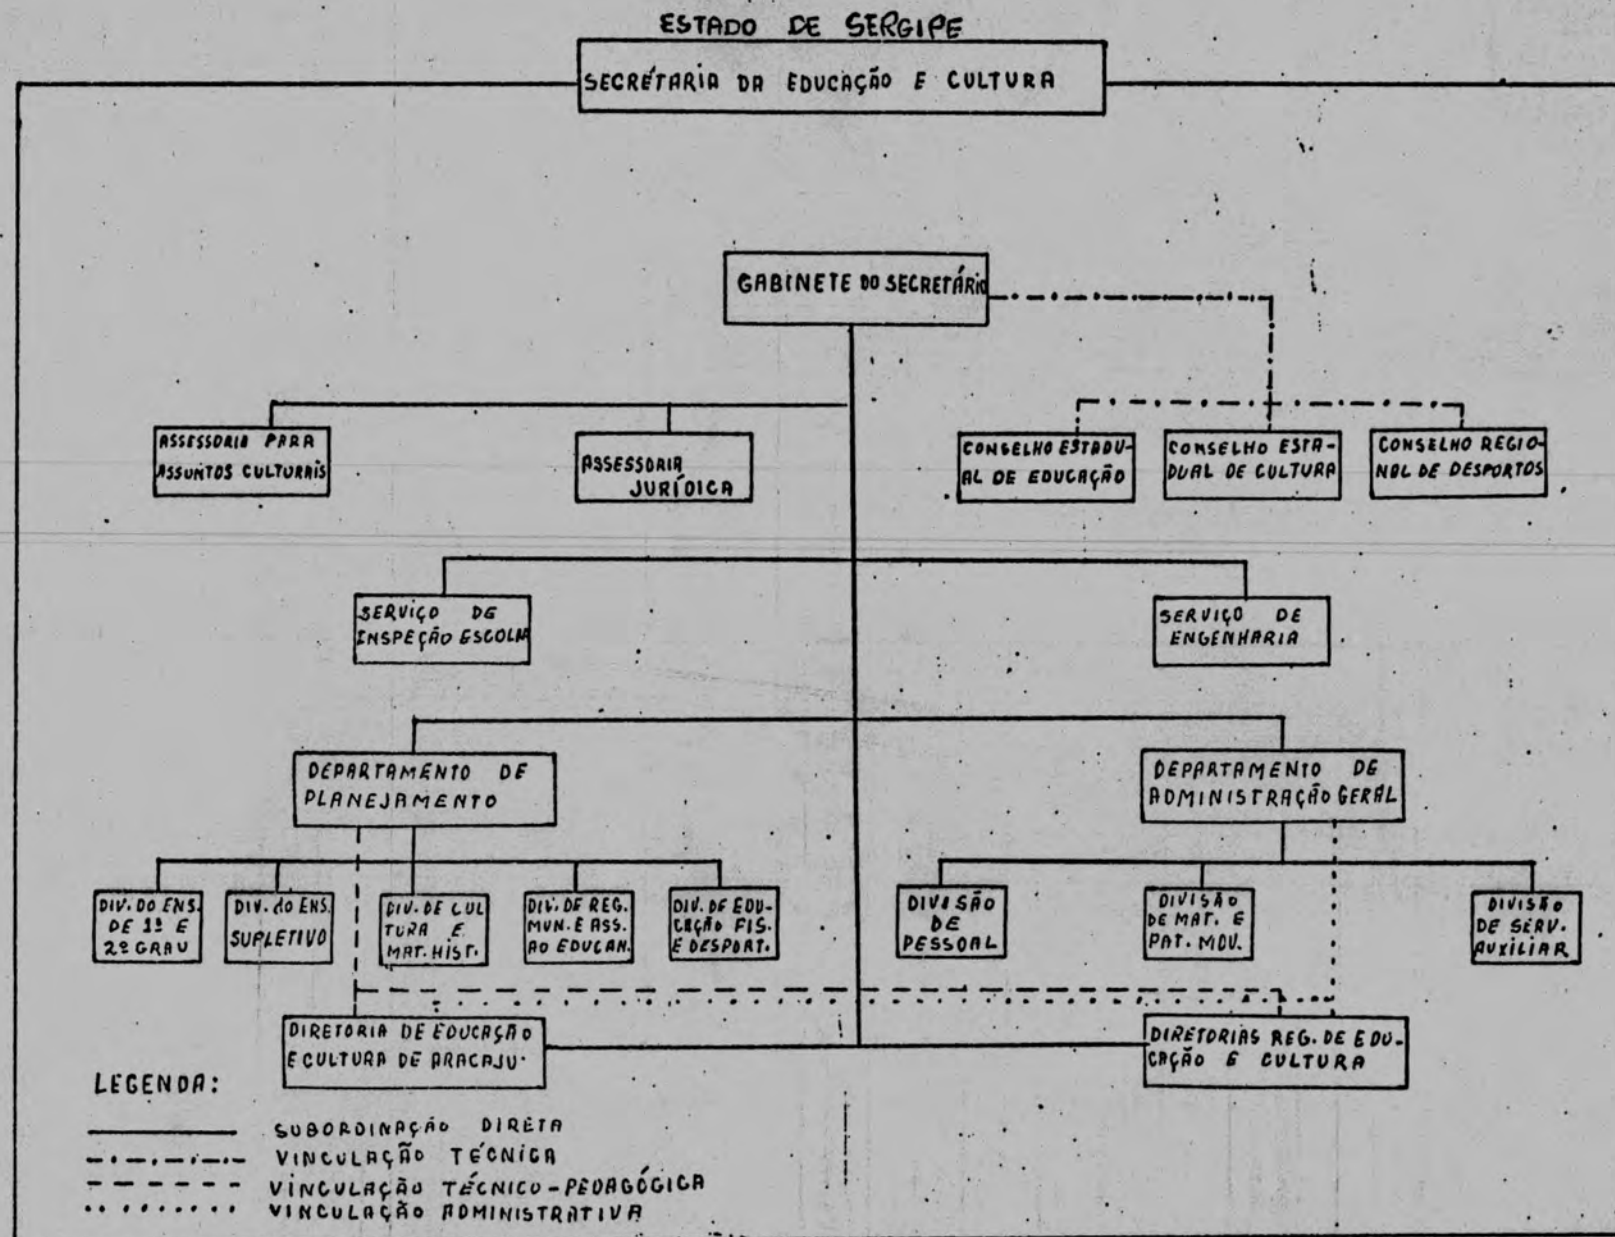 ESTADO DE SERGIPE
SECRETARIA DA EDUCAÇÃO E CULTURA
GABINETE DO SECRETÁRIO
ASSESSORIA PARA
ASSUNTOS CULTURAIS
ASSESSORIA
JURÍDICA
CONSELHO ESTADU-
AL DE EDUCAÇÃO
CONSELHO ESTA-
DUAL DE CULTURA
CONSELHO REGIO-
NAL DE DESPORTOS
SERVIÇO DE
INSPEÇÃO ESCOLAR
SERVIÇO DE
ENGENHARIA
DEPARTAMENTO DE
PLANEJAMENTO
DEPARTAMENTO DE
ADMINISTRAÇÃO GERAL
DIV. DO ENS.
DE 1º E
2º GRAU
DIV. DO ENS.
SUPLETIVO
DIV. DE CUL
TURA E
MAT. HIST.
DIV. DE REG.
MUN. E ASS.
AO EDUCAN.
DIV. DE EDU-
CAÇÃO FIS.
E DESPORT.
DIVISÃO
DE
PESSOAL
DIVISÃO
DE MAT. E
PAT. MOV.
DIVISÃO
DE SERV.
AUXILIAR
DIRETORIA DE EDUCAÇÃO
E CULTURA DE ARACAJU.
DIRETORIAS REG. DE EDU-
CAÇÃO E CULTURA
LEGENDA:
SUBORDINAÇÃO DIRETA
VINCULAÇÃO TÉCNICA
VINCULAÇÃO TÉCNICO-PEDAGÓGICA
VINCULAÇÃO ADMINISTRATIVA